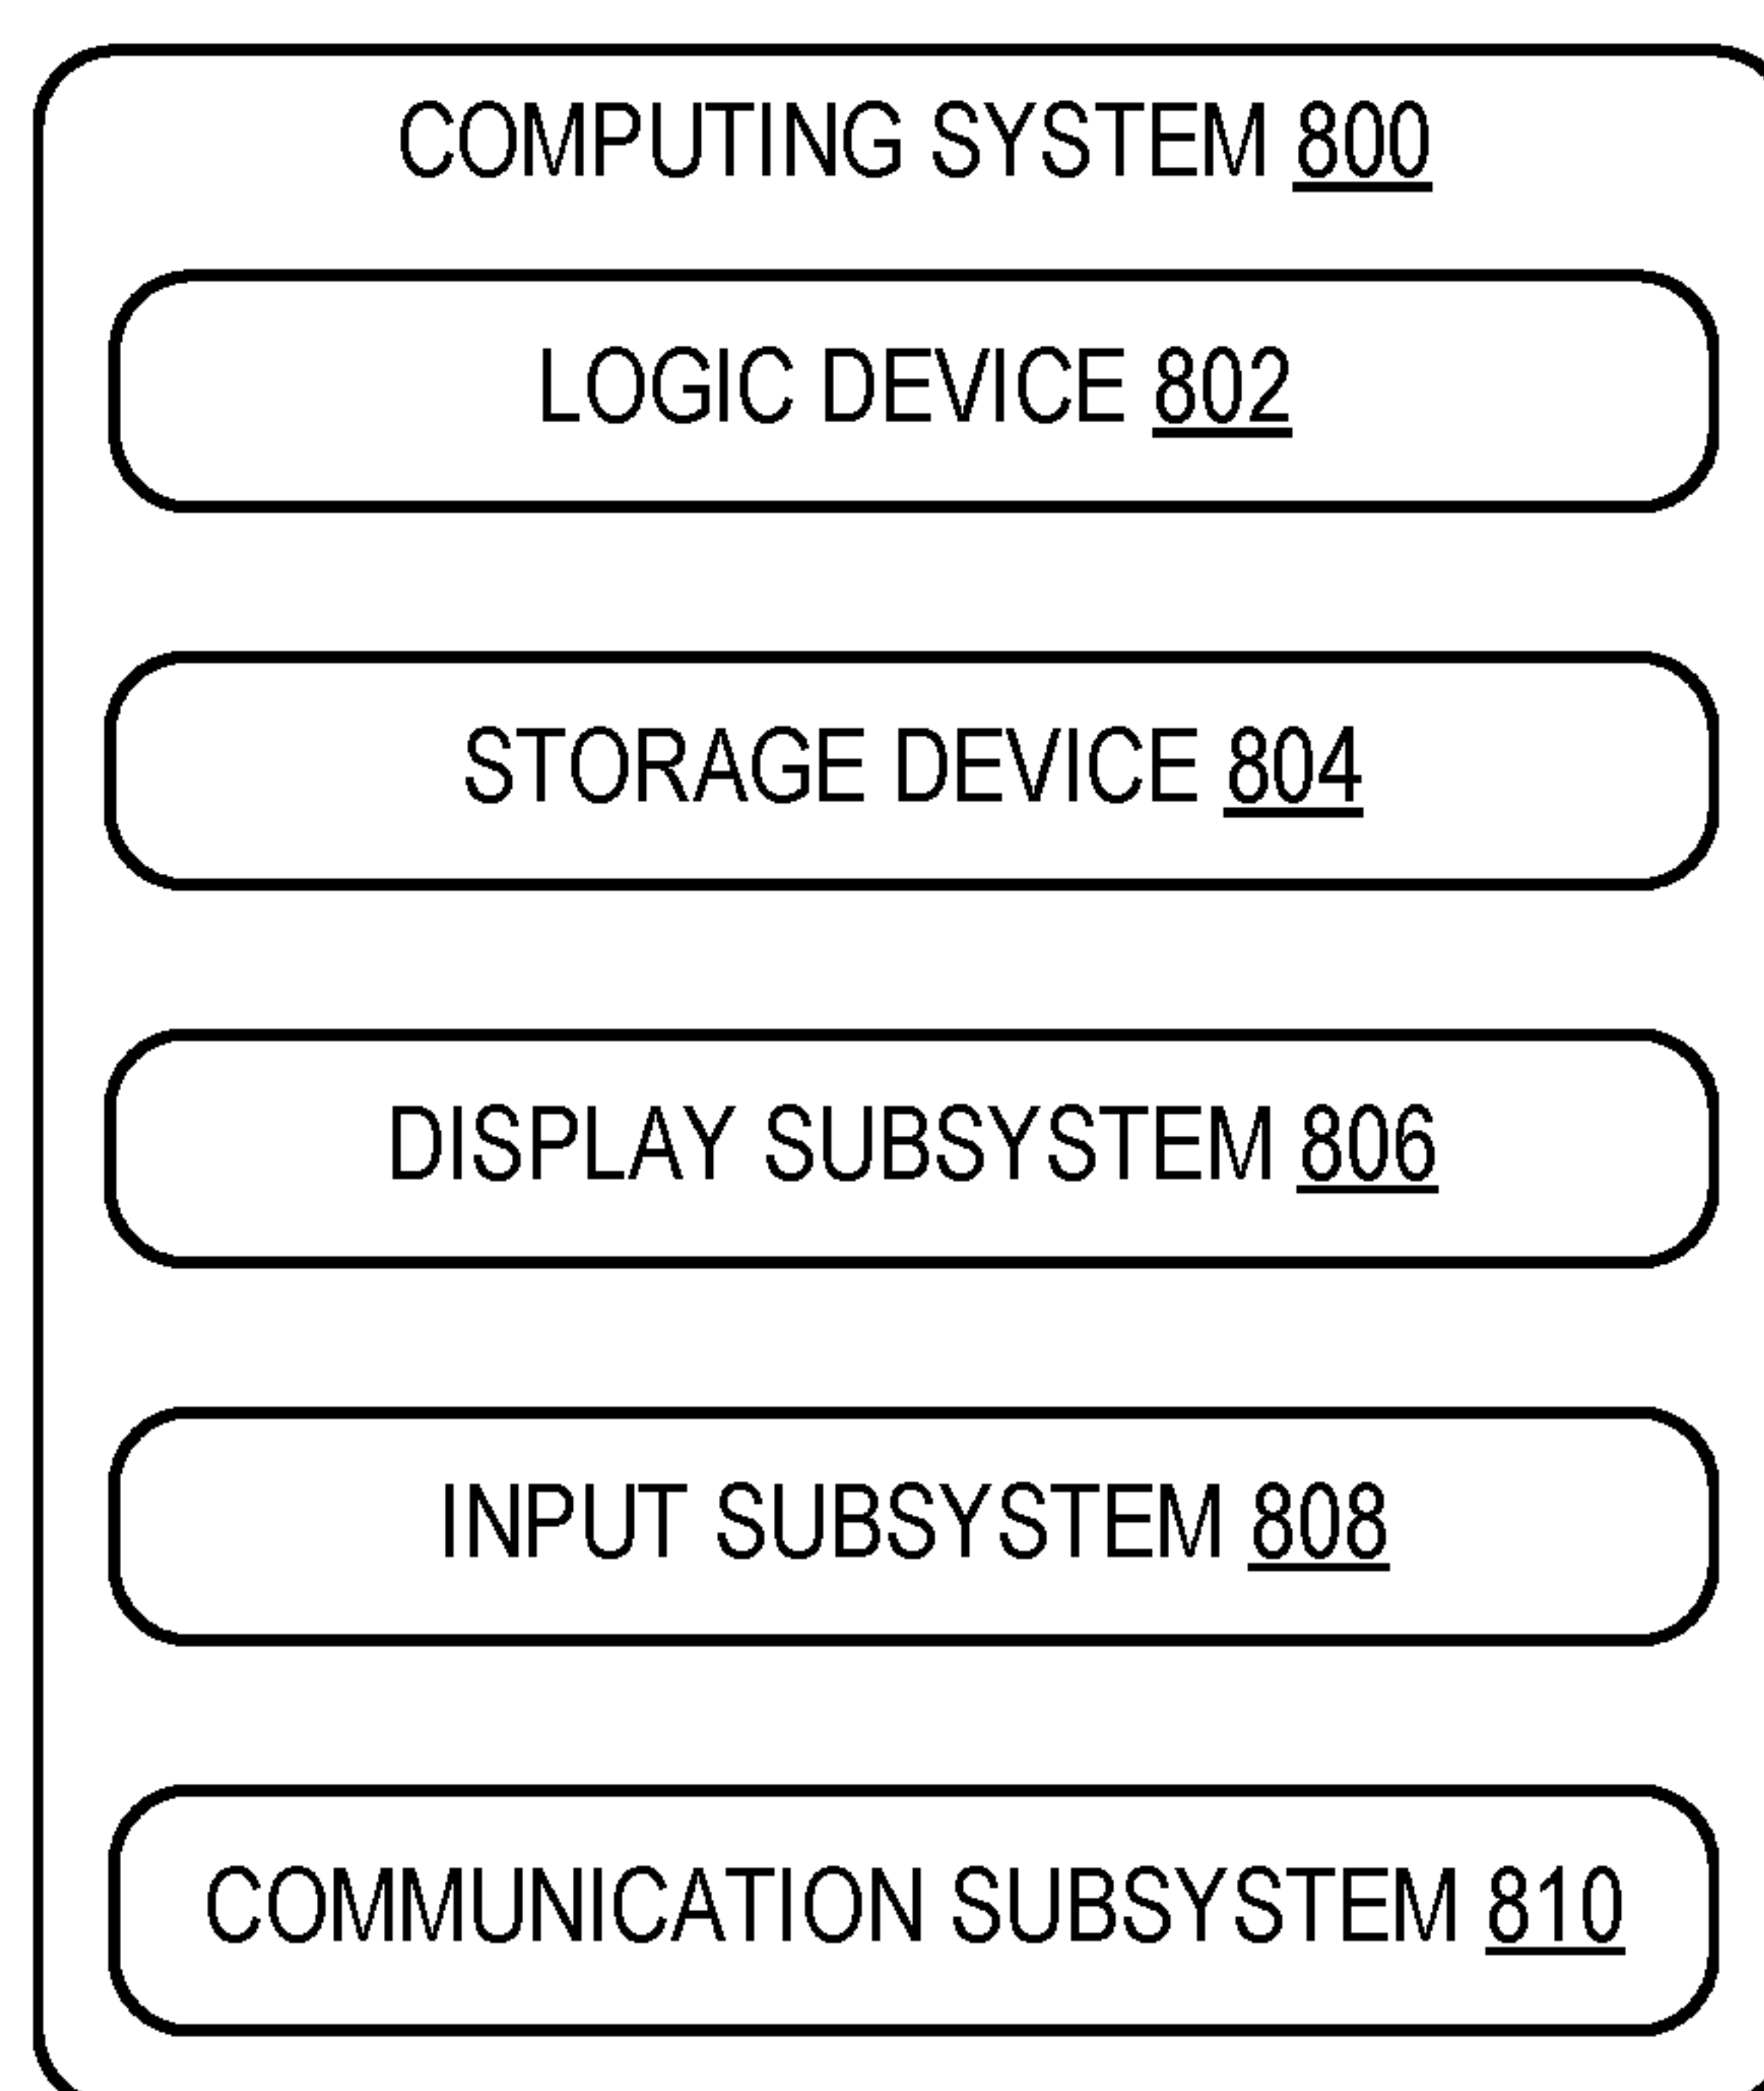 COMPUTING SYSTEM 800
LOGIC DEVICE 802
STORAGE DEVICE 804
DISPLAY SUBSYSTEM 806
INPUT SUBSYSTEM 808
COMMUNICATION SUBSYSTEM 810